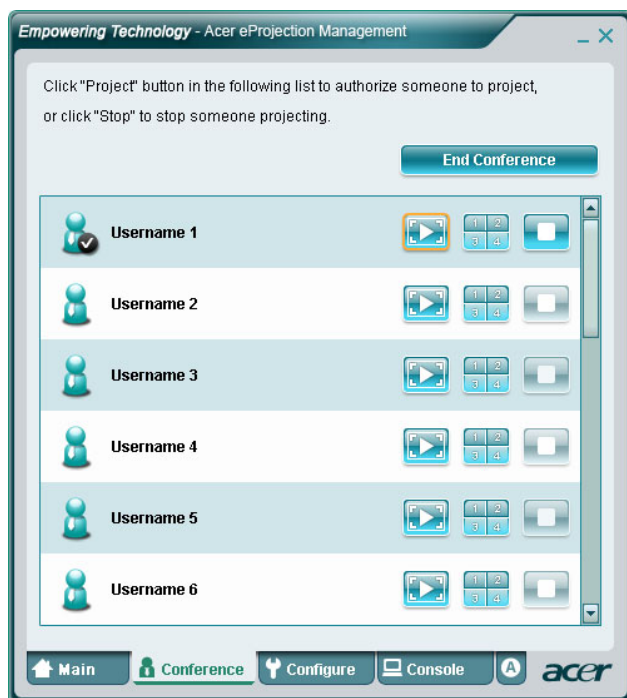 Empowering Technology - Acer eProjection Management
Click "Project" button in the following list to authorize someone to project,
or click "Stop" to stop someone projecting.
End Conference
Username 1
1 2
3 4
Username 2
1 2
3 4
Username 3
1 2
3 4
Username 4
1 2
3 4
Username 5
1 2
3 4
Username 6
1 2
3 4
Main Conference Configure Console A acer